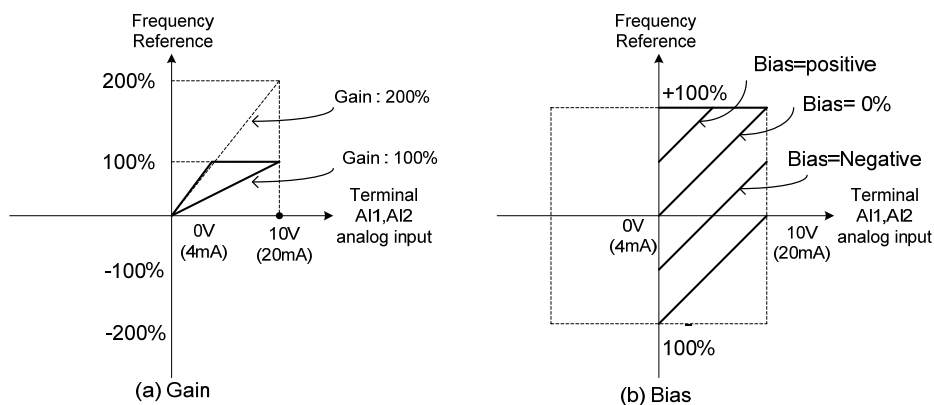 Frequency
Reference
200%
Gain : 200%
100%
Gain : 100%
Terminal
AI1,AI2
analog input
0V
(4mA)
10V
(20mA)
-100%
-200%
(a) Gain
Frequency
Reference
Bias=positive
+100%
Bias= 0%
Bias=Negative
Terminal
AI1,AI2
analog input
0V
(4mA)
10V
(20mA)
-
100%
(b) Bias